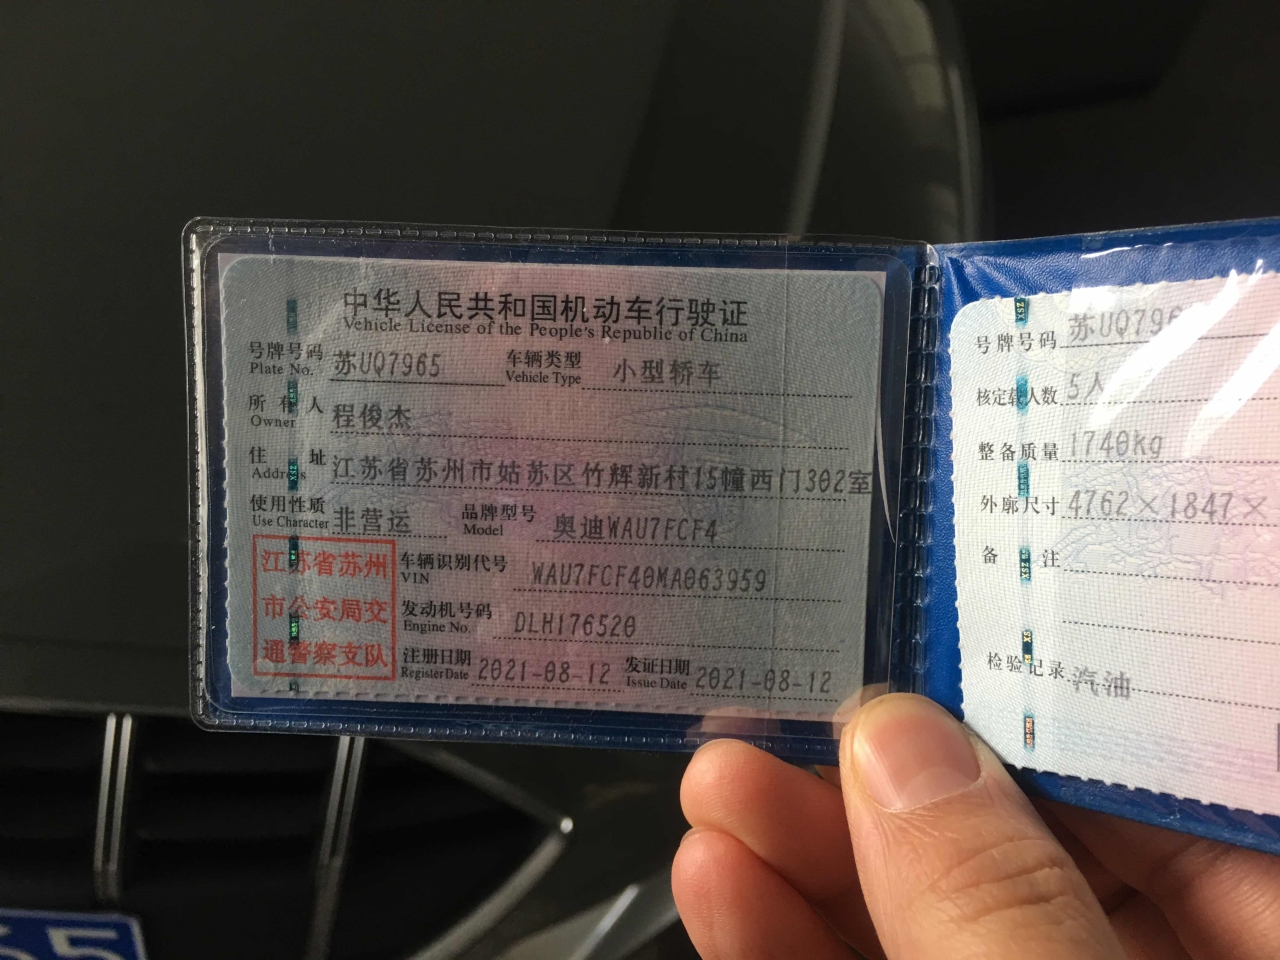 中华人民共和国机动车行驶证
Vehicle License of the People's Republic of China
号牌号码 苏UQ7965 车辆类型 小型轿车
Plate No. Vehicle Type
所有人 程俊杰
Owner
住址 江苏省苏州市姑苏区竹辉新村15幢西门302室
Address
使用性质 非营运 品牌型号 奥迪WAU7FCF4
Use Character Model
江苏省苏州
市公安局交
通警察支队
车辆识别代号 WAU7FCF40MA063959
VIN
发动机号码 DLH176520
Engine No.
注册日期 2021-08-12 发证日期 2021-08-12
Register Date Issue Date
号牌号码 苏UQ796
核定载人数 5人
整备质量 1740kg
外廓尺寸 4762×1847×
备注
检验记录 汽油
65